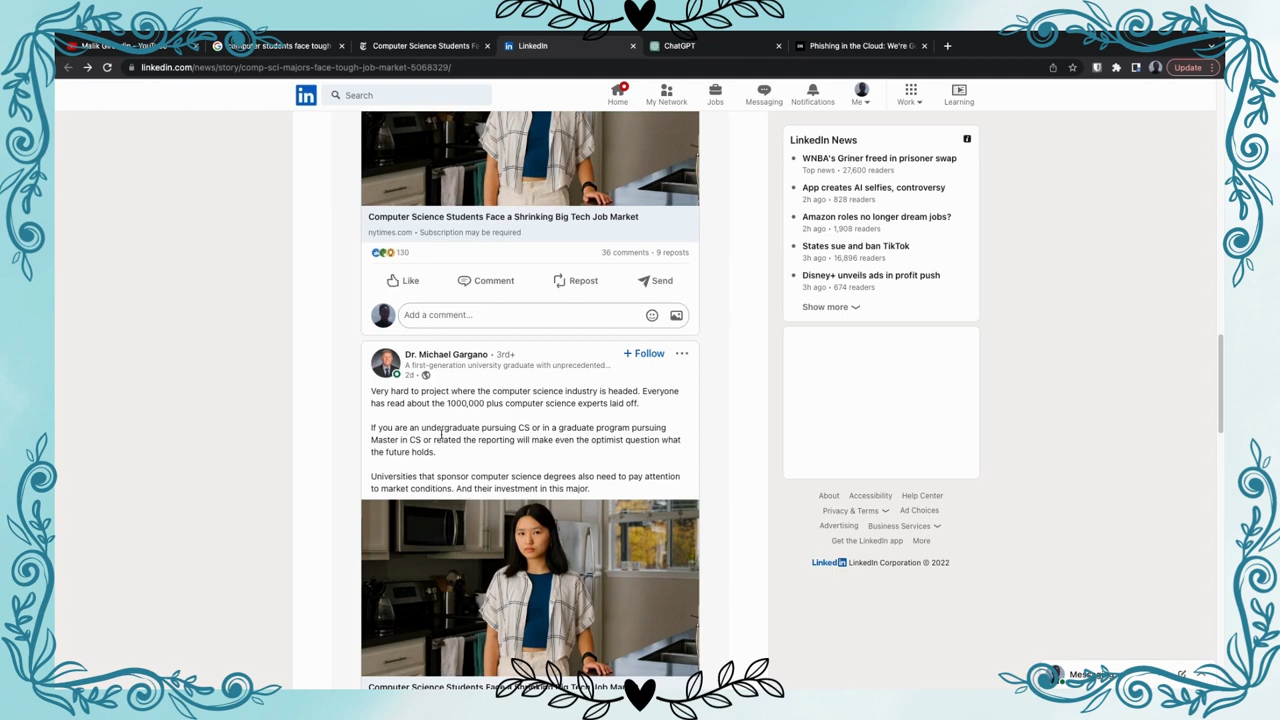 Malik
computer students face tough
Computer Science Students Fa
LinkedIn
ChatGPT
Phishing in the Cloud: We're G
linkedin.com/news/story/comp-sci-majors-face-tough-job-market-5068329/
Update
in
Search
Home
My Network
Jobs
Messaging
Notifications
Me
Work
Learning
Computer Science Students Face a Shrinking Big Tech Job Market
nytimes.com • Subscription may be required
130
36 comments • 9 reposts
Like
Comment
Repost
Send
Add a comment...
Dr. Michael Gargano • 3rd+
A first-generation university graduate with unprecedented...
2d •
+ Follow
Very hard to project where the computer science industry is headed. Everyone
has read about the 1000,000 plus computer science experts laid off.
If you are an undergraduate pursuing CS or in a graduate program pursuing
Master in CS or related the reporting will make even the optimist question what
the future holds.
Universities that sponsor computer science degrees also need to pay attention
to market conditions. And their investment in this major.
Computer Science Students Face a Shrinking Big Tech Job Mar
LinkedIn News
WNBA's Griner freed in prisoner swap
Top news • 27,600 readers
App creates AI selfies, controversy
2h ago • 828 readers
Amazon roles no longer dream jobs?
2h ago • 1,908 readers
States sue and ban TikTok
3h ago • 16,896 readers
Disney+ unveils ads in profit push
3h ago • 674 readers
Show more
About Accessibility Help Center
Privacy & Terms Ad Choices
Advertising Business Services
Get the LinkedIn app More
LinkedIn LinkedIn Corporation © 2022